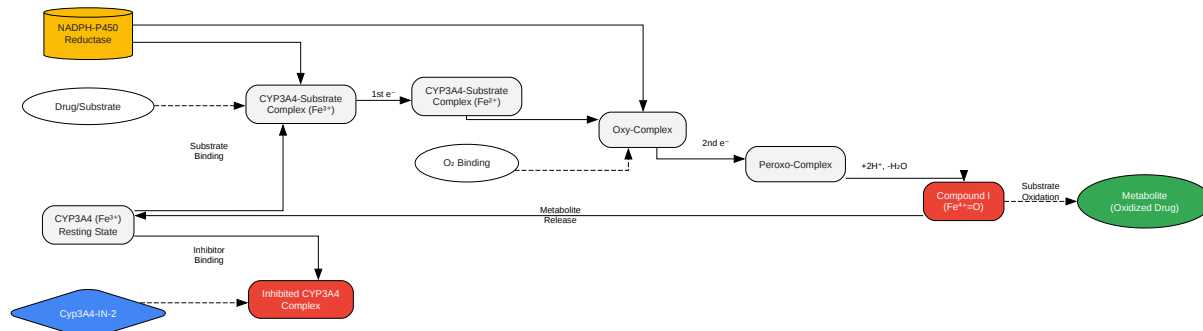 NADPH-P450
Reductase
Drug/Substrate
CYP3A4-Substrate
Complex (Fe³⁺)
1st e⁻
CYP3A4-Substrate
Complex (Fe²⁺)
Oxy-Complex
Substrate
Binding
O₂ Binding
2nd e⁻
Peroxo-Complex
+2H⁺, -H₂O
Compound I
(Fe⁴⁺=O)
Substrate
Oxidation
Metabolite
(Oxidized Drug)
CYP3A4 (Fe³⁺)
Resting State
Metabolite
Release
Inhibitor
Binding
Cyp3A4-IN-2
Inhibited CYP3A4
Complex